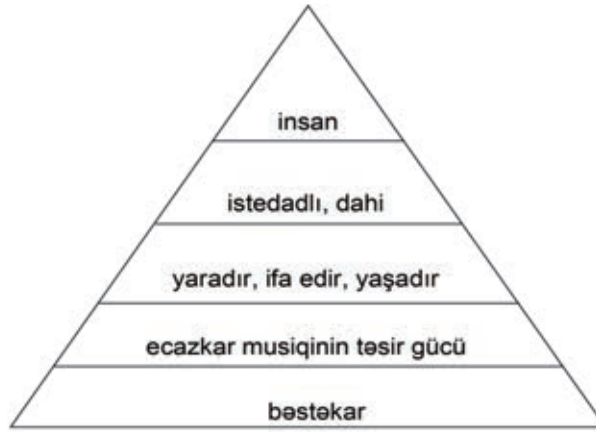 insan
istedadlı, dahi
yaradır, ifa edir, yaşadır
ecazkar musiqinin təsir gücü
bəstəkar